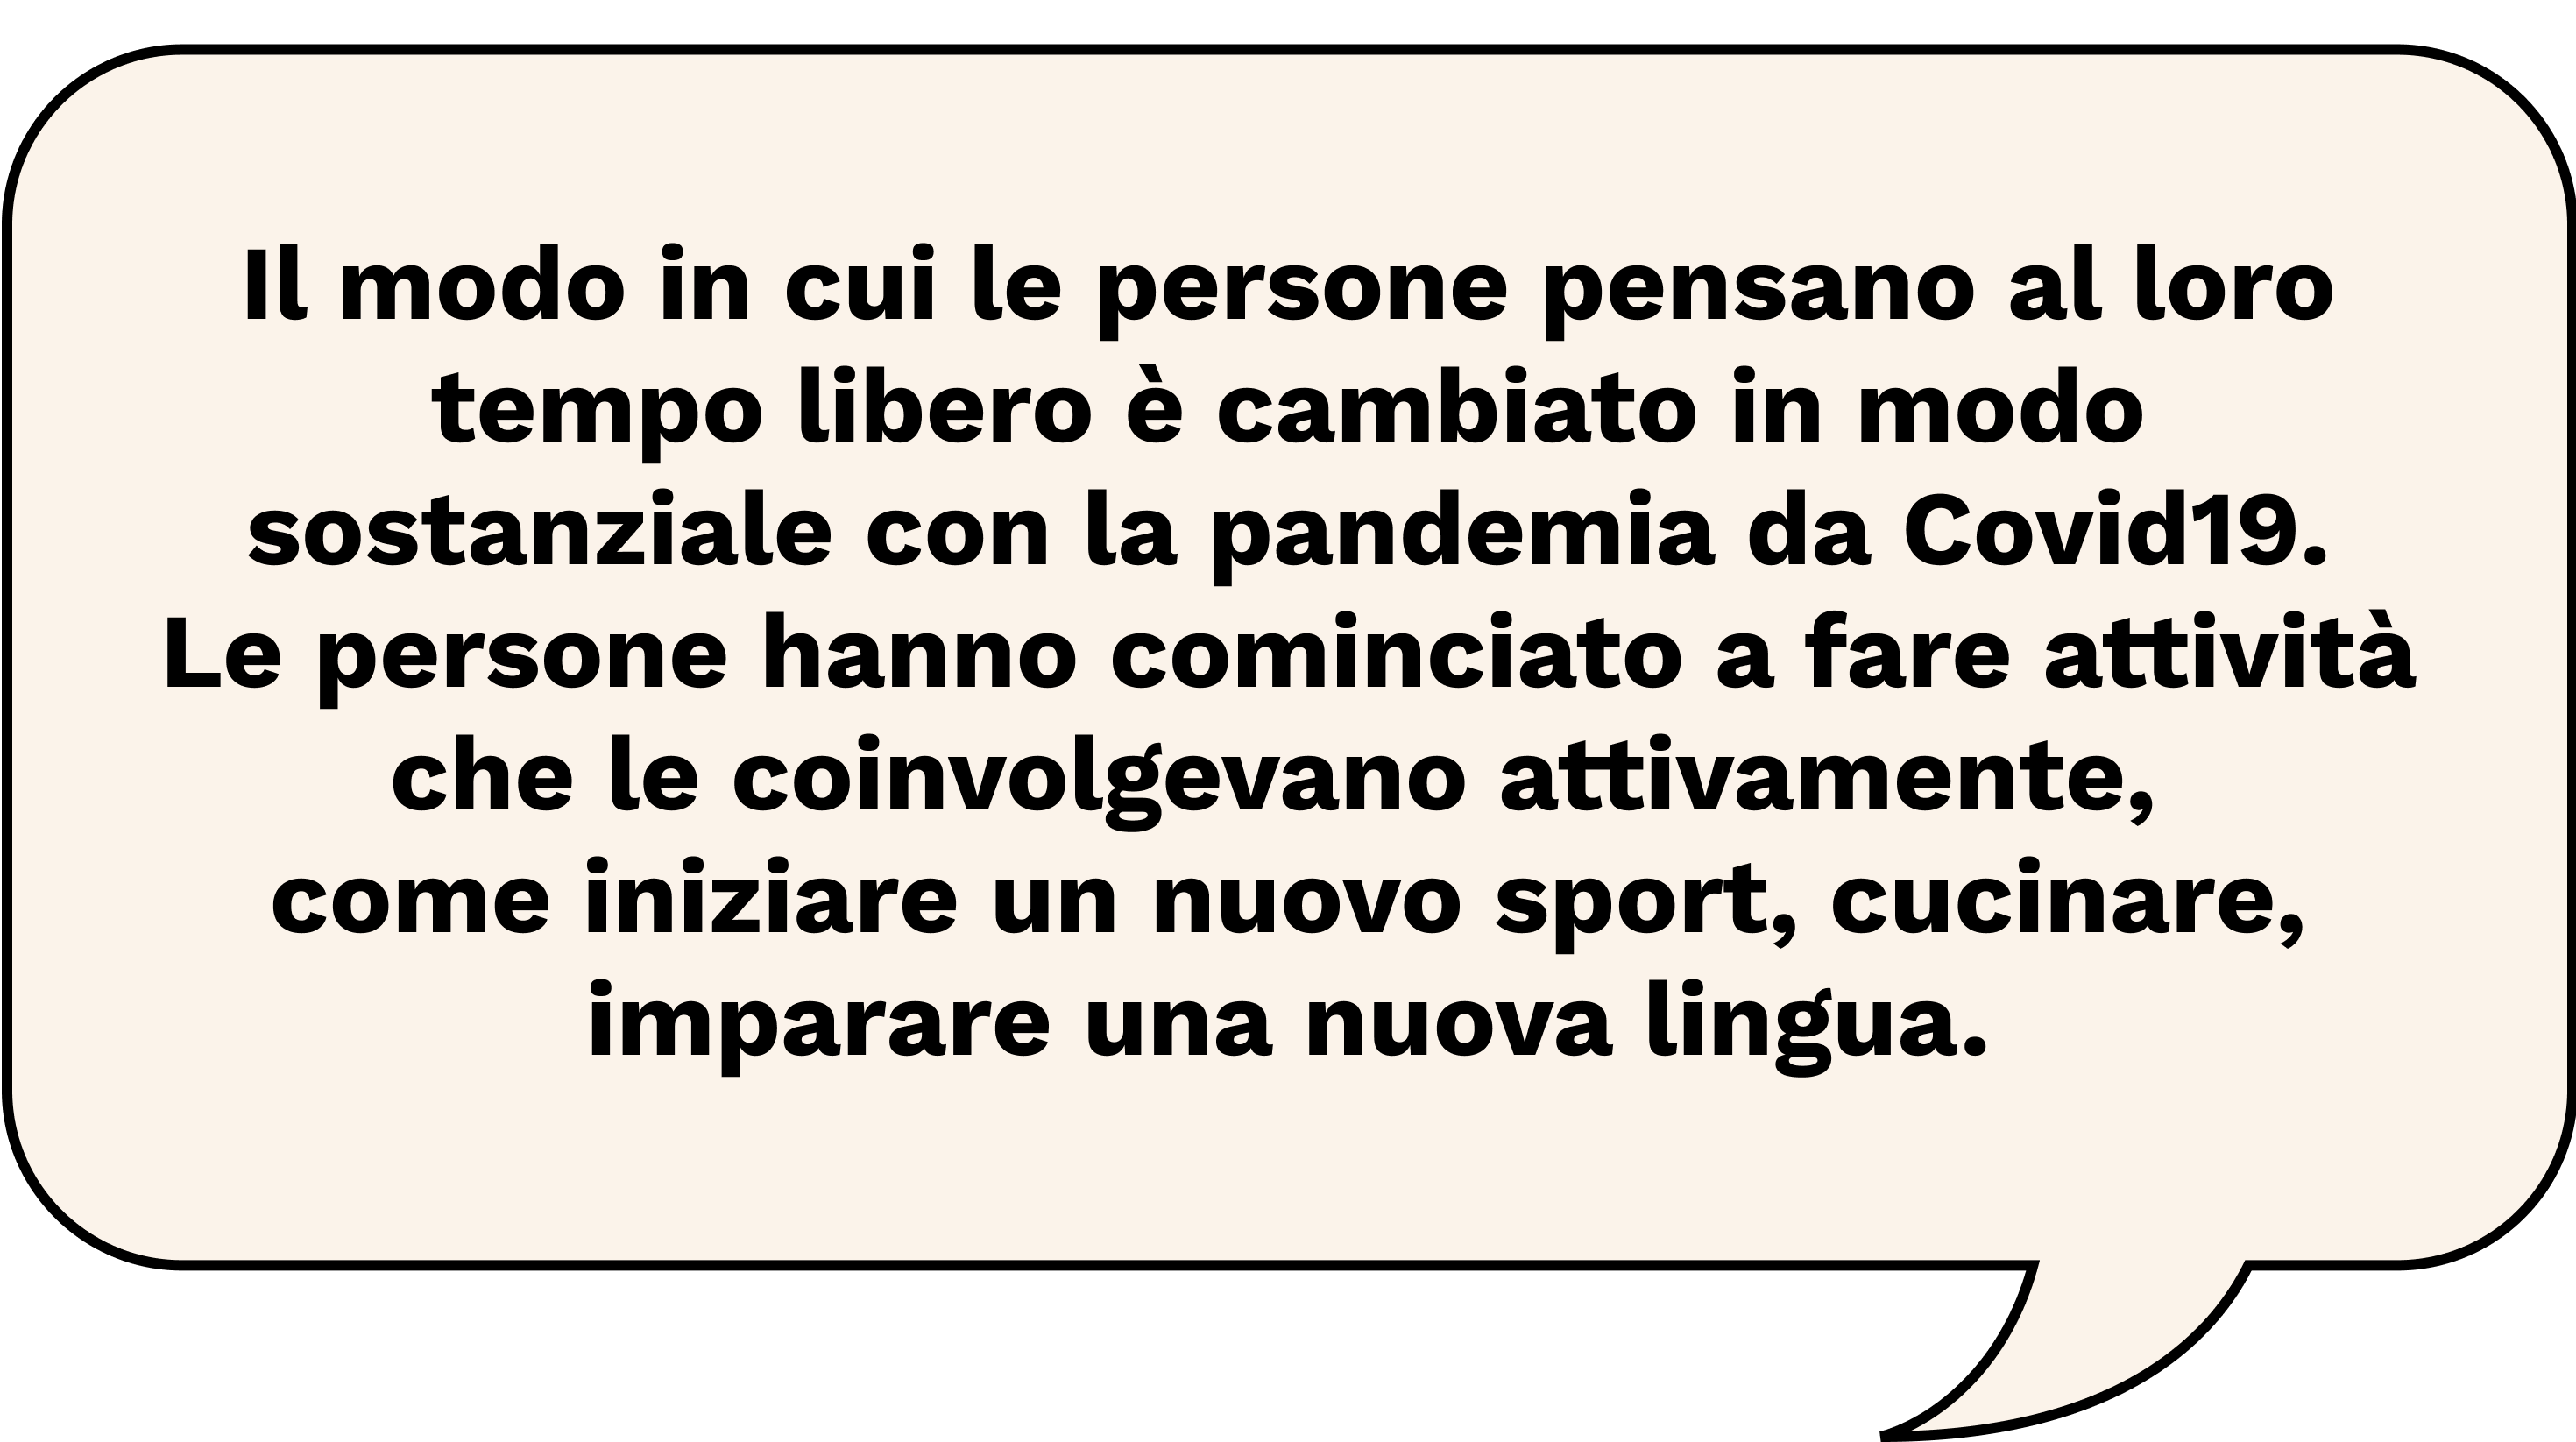 Il modo in cui le persone pensano al loro
tempo libero è cambiato in modo
sostanziale con la pandemia da Covid19.
Le persone hanno cominciato a fare attività
che le coinvolgevano attivamente,
come iniziare un nuovo sport, cucinare,
imparare una nuova lingua.